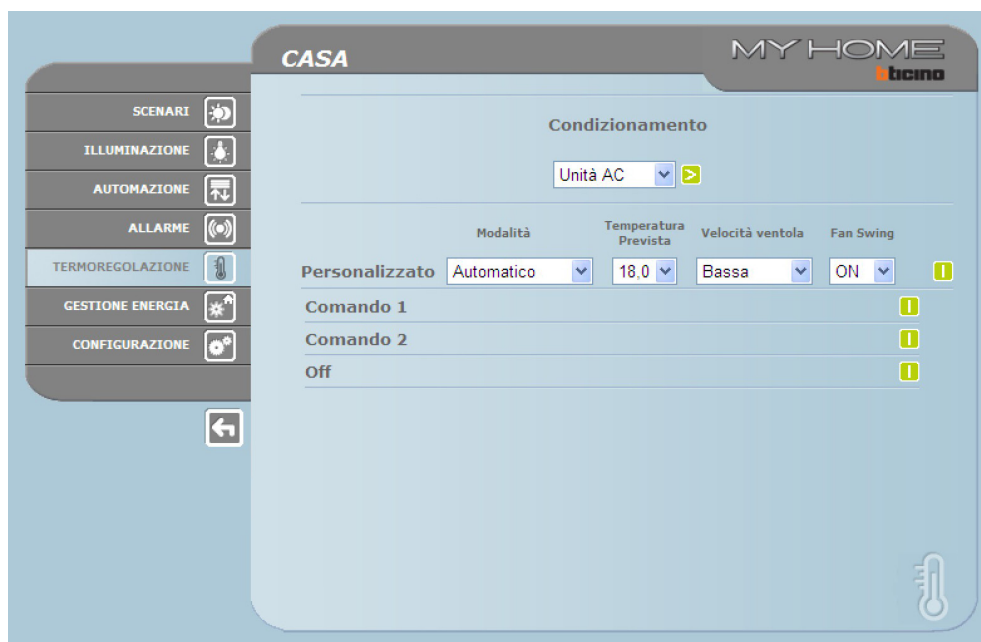 CASA
MY HOME
bticino
SCENARI
ILLUMINAZIONE
AUTOMAZIONE
ALLARME
TERMOREGOLAZIONE
GESTIONE ENERGIA
CONFIGURAZIONE
Condizionamento
Unità AC
Modalità
Temperatura
Prevista
Velocità ventola
Fan Swing
Personalizzato Automatico 18,0 Bassa ON
Comando 1
Comando 2
Off